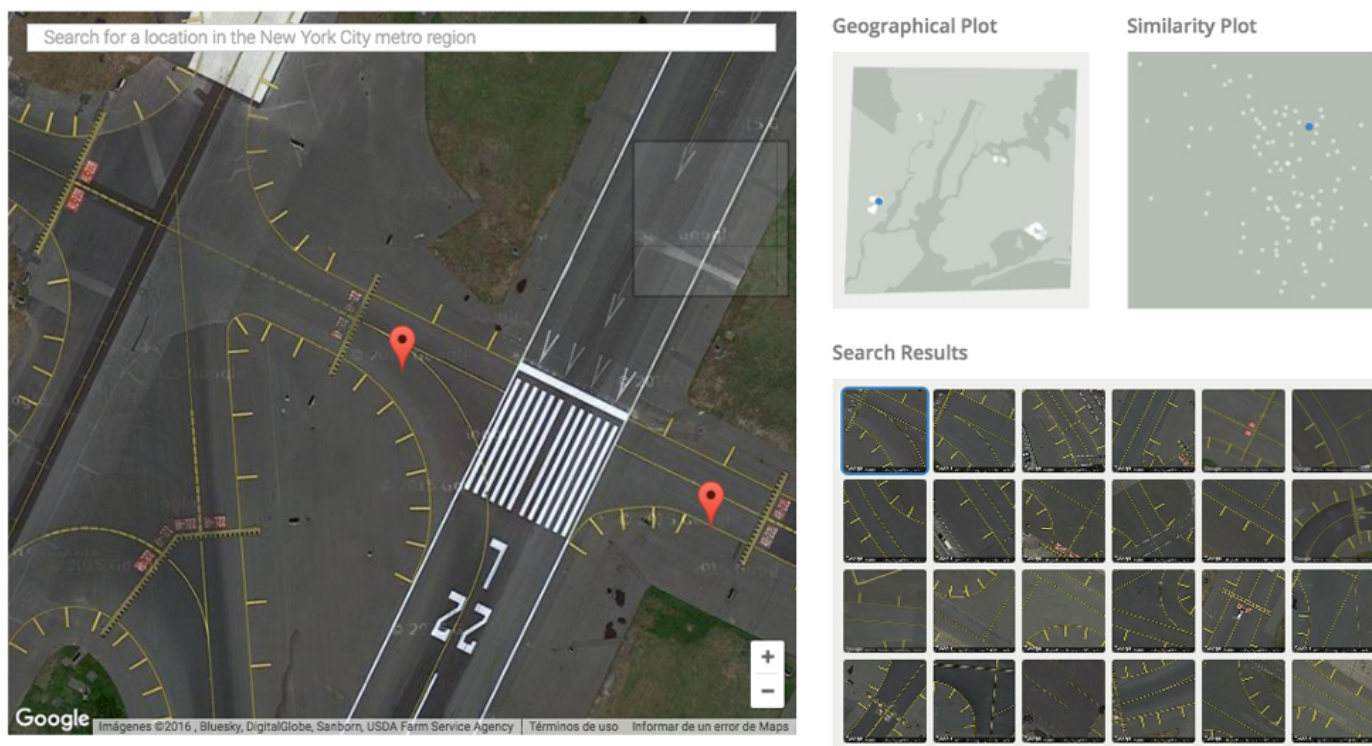 Search for a location in the New York City metro region
L
22
+
−
Google
Imágenes ©2016 , Bluesky, DigitalGlobe, Sanborn, USDA Farm Service Agency
Términos de uso
Informar de un error de Maps
Geographical Plot
Similarity Plot
Search Results